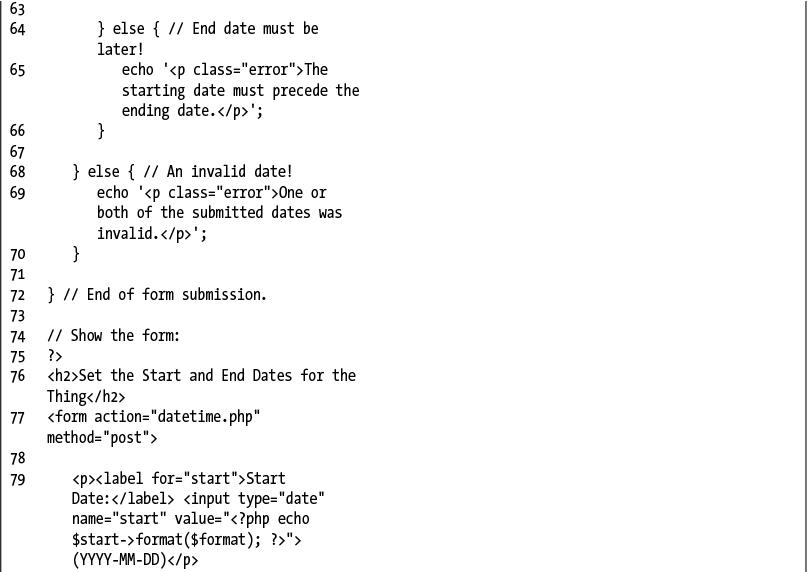 63
64 } else { // End date must be
later!
65 echo '<p class="error">The
starting date must precede the
ending date.</p>';
66 }
67
68 } else { // An invalid date!
69 echo '<p class="error">One or
both of the submitted dates was
invalid.</p>';
70 }
71
72 } // End of form submission.
73
74 // Show the form:
75 ?>
76 <h2>Set the Start and End Dates for the
Thing</h2>
77 <form action="datetime.php"
method="post">
78
79 <p><label for="start">Start
Date:</label> <input type="date"
name="start" value="<?php echo
$start->format($format); ?>">
(YYYY-MM-DD)</p>